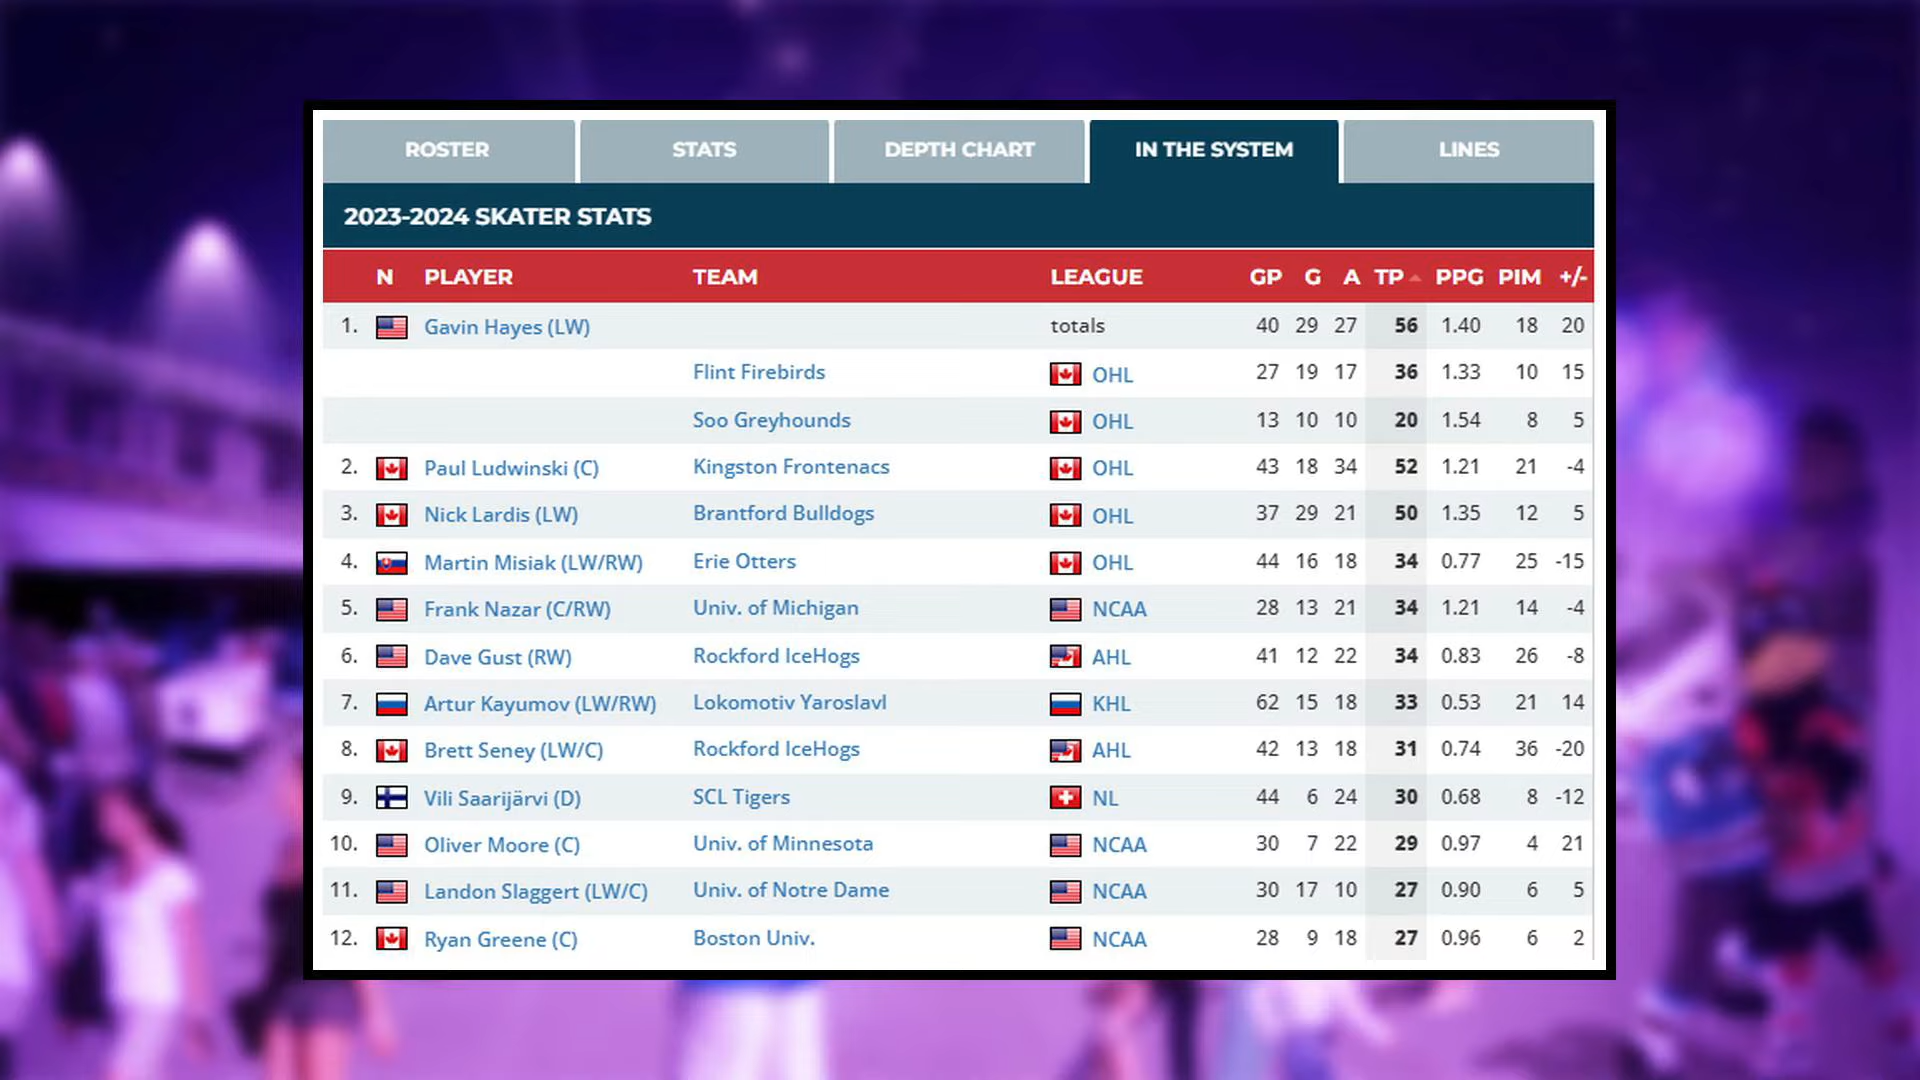 ROSTER STATS DEPTH CHART IN THE SYSTEM LINES
2023-2024 SKATER STATS
N PLAYER TEAM LEAGUE GP G A TP PPG PIM +/-
1. Gavin Hayes (LW) totals 40 29 27 56 1.40 18 20
Flint Firebirds OHL 27 19 17 36 1.33 10 15
Soo Greyhounds OHL 13 10 10 20 1.54 8 5
2. Paul Ludwinski (C) Kingston Frontenacs OHL 43 18 34 52 1.21 21 -4
3. Nick Lardis (LW) Brantford Bulldogs OHL 37 29 21 50 1.35 12 5
4. Martin Misiak (LW/RW) Erie Otters OHL 44 16 18 34 0.77 25 -15
5. Frank Nazar (C/RW) Univ. of Michigan NCAA 28 13 21 34 1.21 14 -4
6. Dave Gust (RW) Rockford IceHogs AHL 41 12 22 34 0.83 26 -8
7. Artur Kayumov (LW/RW) Lokomotiv Yaroslavl KHL 62 15 18 33 0.53 21 14
8. Brett Seney (LW/C) Rockford IceHogs AHL 42 13 18 31 0.74 36 -20
9. Vili Saarijärvi (D) SCL Tigers NL 44 6 24 30 0.68 8 -12
10. Oliver Moore (C) Univ. of Minnesota NCAA 30 7 22 29 0.97 4 21
11. Landon Slaggert (LW/C) Univ. of Notre Dame NCAA 30 17 10 27 0.90 6 5
12. Ryan Greene (C) Boston Univ. NCAA 28 9 18 27 0.96 6 2